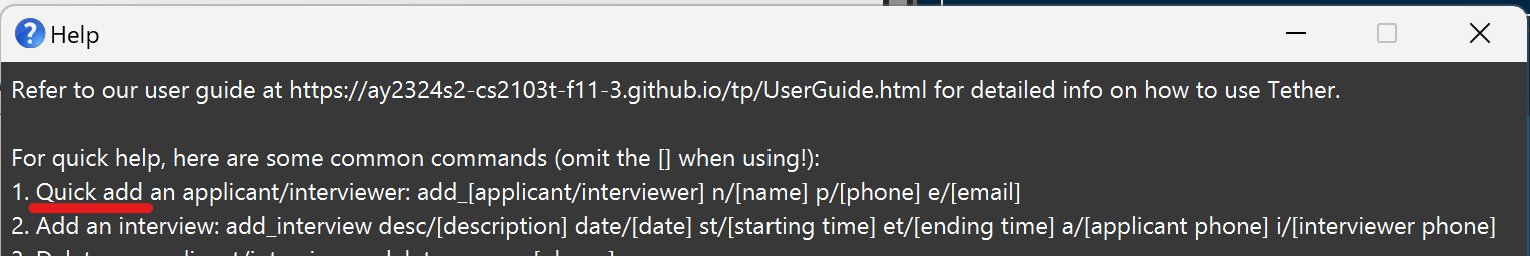 Help
Refer to our user guide at https://ay2324s2-cs2103t-f11-3.github.io/tp/UserGuide.html for detailed info on how to use Tether.
For quick help, here are some common commands (omit the [] when using!):
1. Quick add an applicant/interviewer: add_[applicant/interviewer] n/[name] p/[phone] e/[email]
2. Add an interview: add_interview desc/[description] date/[date] st/[starting time] et/[ending time] a/[applicant phone] i/[interviewer phone]